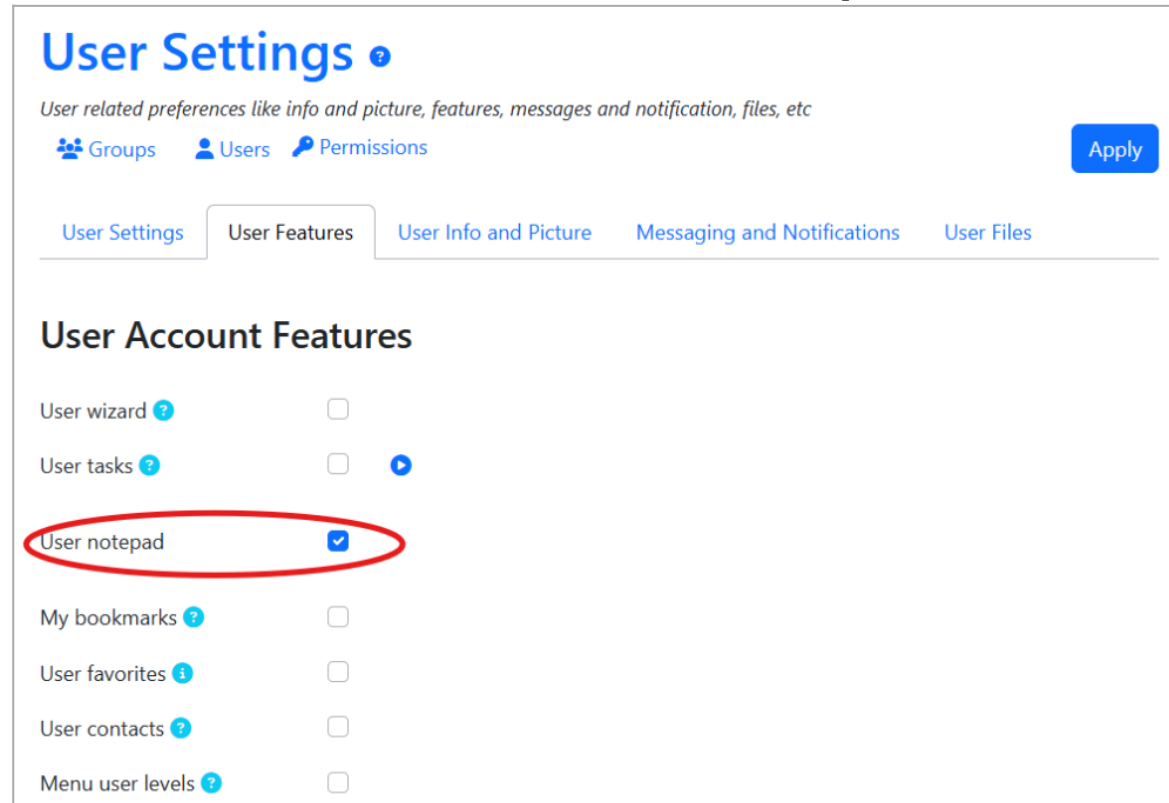 User Settings
User related preferences like info and picture, features, messages and notification, files, etc
Groups Users Permissions
Apply
User Settings User Features User Info and Picture Messaging and Notifications User Files
User Account Features
User wizard
User tasks
User notepad
My bookmarks
User favorites
User contacts
Menu user levels